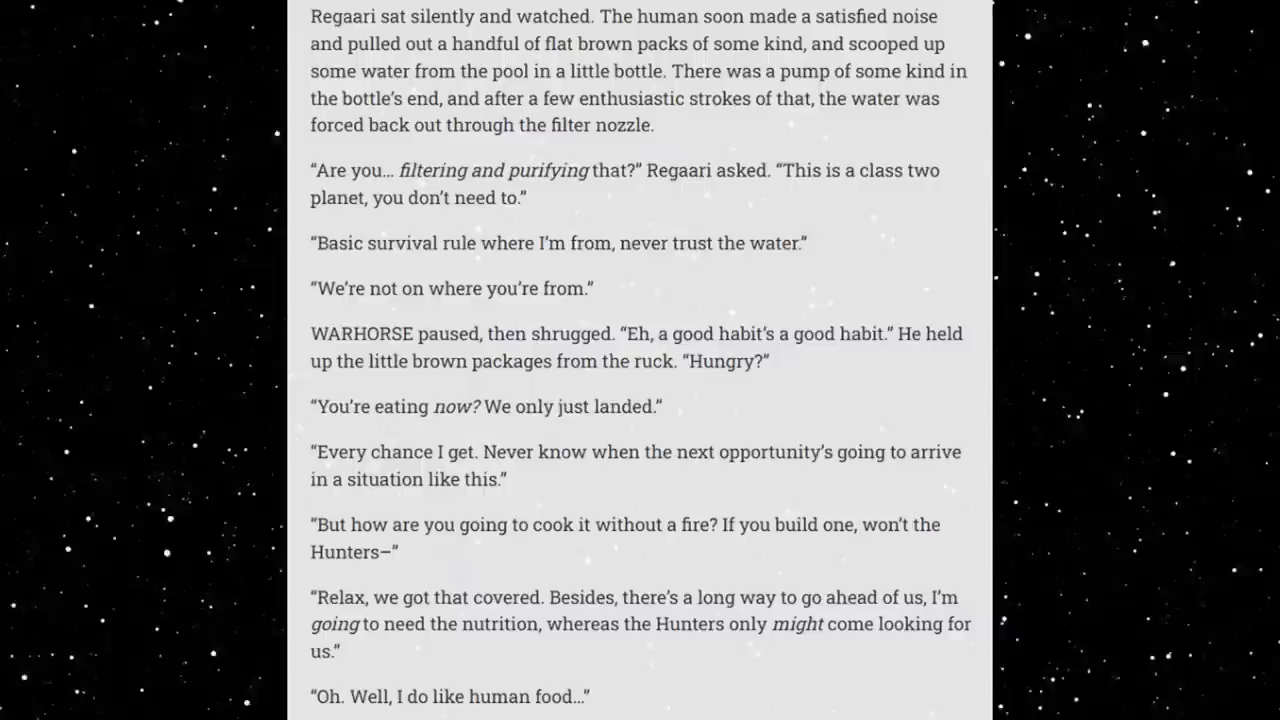 Regaari sat silently and watched. The human soon made a satisfied noise
and pulled out a handful of flat brown packs of some kind, and scooped up
some water from the pool in a little bottle. There was a pump of some kind in
the bottle’s end, and after a few enthusiastic strokes of that, the water was
forced back out through the filter nozzle.
“Are you… filtering and purifying that?” Regaari asked. “This is a class two
planet, you don’t need to.”
“Basic survival rule where I’m from, never trust the water.”
“We’re not on where you’re from.”
WARHORSE paused, then shrugged. “Eh, a good habit’s a good habit.” He held
up the little brown packages from the ruck. “Hungry?”
“You’re eating now? We only just landed.”
“Every chance I get. Never know when the next opportunity’s going to arrive
in a situation like this.”
“But how are you going to cook it without a fire? If you build one, won’t the
Hunters–”
“Relax, we got that covered. Besides, there’s a long way to go ahead of us, I’m
going to need the nutrition, whereas the Hunters only might come looking for
us.”
“Oh. Well, I do like human food…”